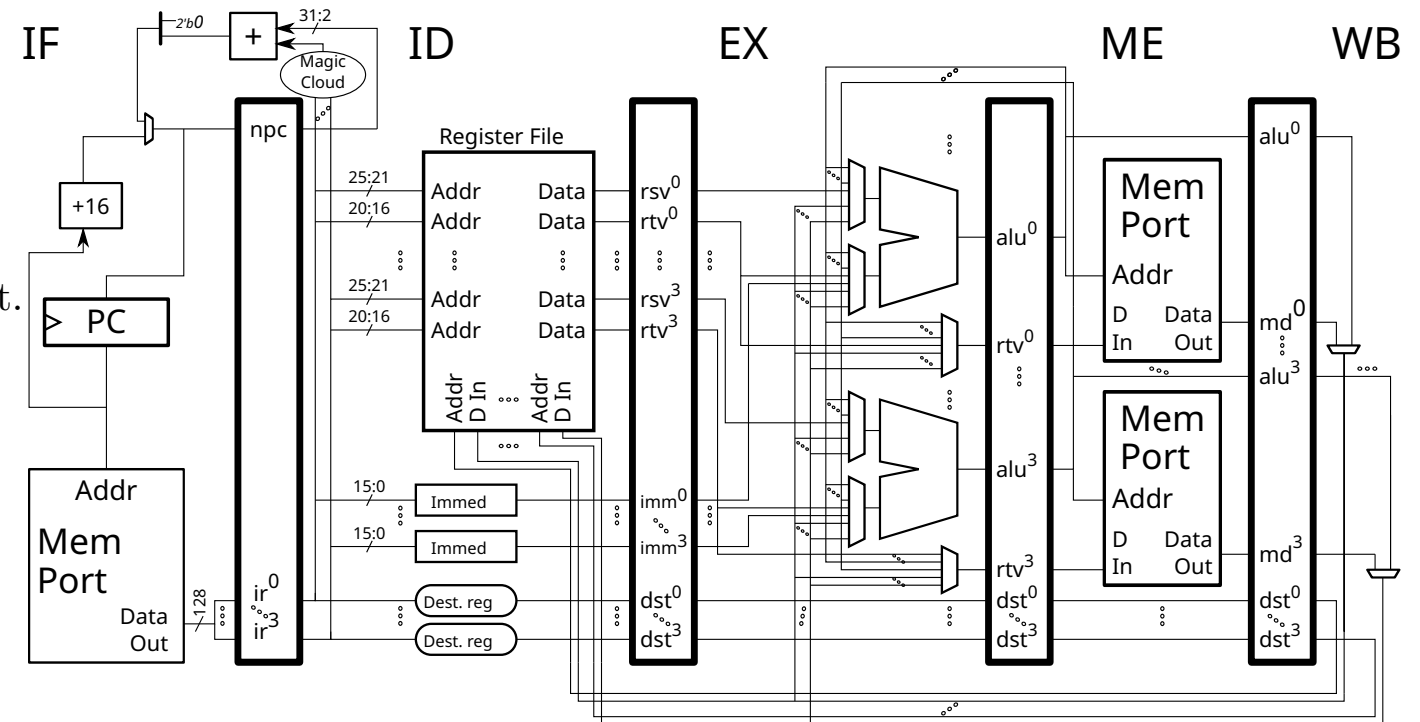 IF
ID
EX
ME
WB
2'b0
+
31:2
Magic
Cloud
npc
+16
t.
PC
Addr
Mem
Port
Data
Out
128
ir0
ir3
Register File
25:21
20:16
25:21
20:16
Addr
Data
Addr
Data
Addr
Data
Addr
Data
Addr
D In
Addr
D In
15:0
Immed
15:0
Immed
Dest. reg
Dest. reg
rsv0
rtv0
rsv3
rtv3
imm0
imm3
dst0
dst3
alu0
rtv0
alu3
rtv3
dst0
dst3
Mem
Port
Addr
D Data
In Out
Mem
Port
Addr
D Data
In Out
alu0
md0
alu3
md3
dst0
dst3